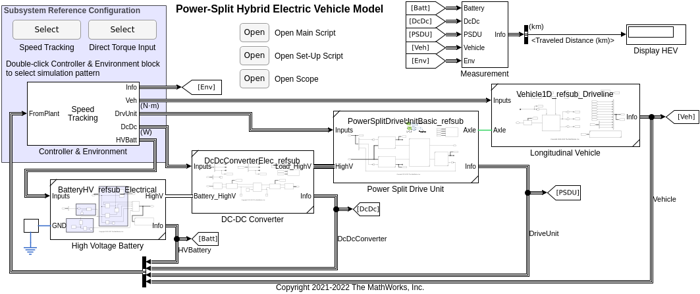 Subsystem Reference Configuration
Select
Select
Speed Tracking
Direct Torque Input
Double-click Controller & Environment block
to select simulation pattern
Power-Split Hybrid Electric Vehicle Model
Open
Open Main Script
Open
Open Set-Up Script
Open
Open Scope
[Batt]
[DcDc]
[PSDU]
[Veh]
[Env]
Battery
DcDc
PSDU
Vehicle
Env
Info
Measurement
(km)
<Traveled Distance (km)>
Display HEV
FromPlant
Speed
Tracking
Info
Veh
DrvUnit
DcDc
HVBatt
Controller & Environment
[Env]
(N·m)
(W)
Inputs
BatteryHV_refsub_Electrical
HighV
GND
Info
High Voltage Battery
[Batt]
HVBattery
Inputs
DcDcConverterElec_refsub
Load_HighV
Battery_HighV
Info
DC-DC Converter
[DcDc]
DcDcConverter
Inputs
PowerSplitDriveUnitBasic_refsub
Axle
HighV
Info
Power Split Drive Unit
[PSDU]
DriveUnit
Inputs
Vehicle1D_refsub_Driveline
Axle
Info
Longitudinal Vehicle
[Veh]
Vehicle
Copyright 2021-2022 The MathWorks, Inc.